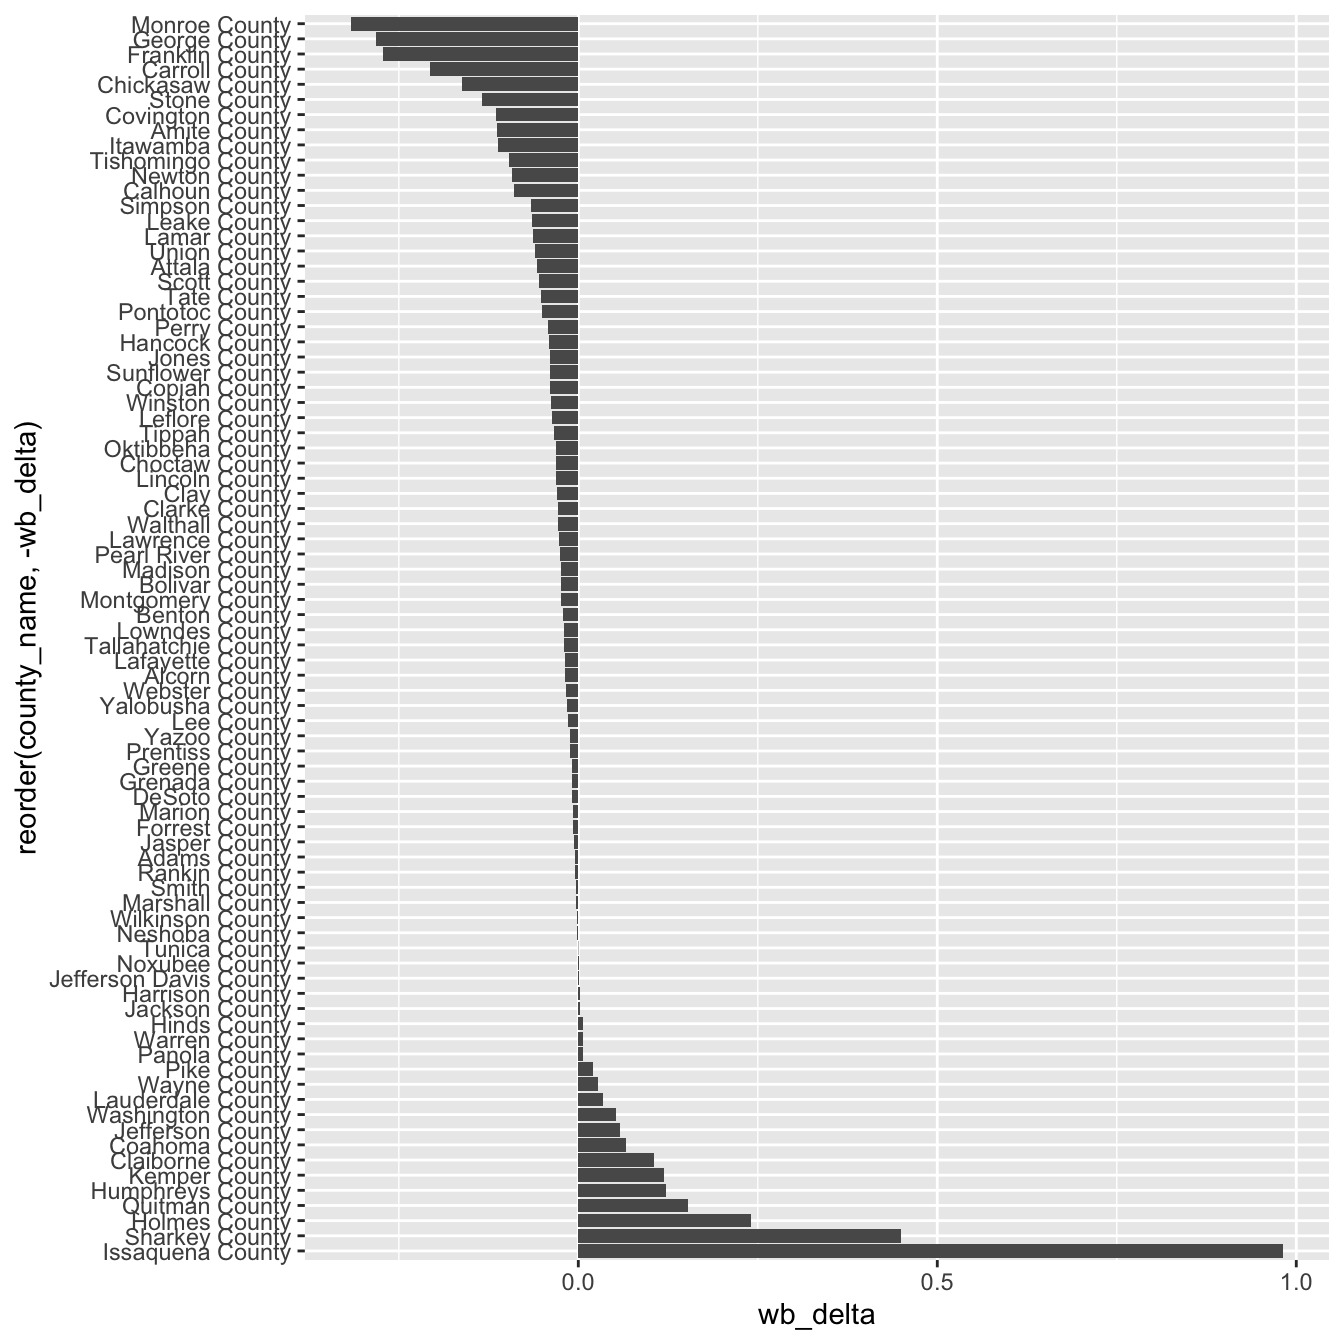 Monroe County
George County
Franklin County
Carroll County
Chickasaw County
Stone County
Covington County
Amite County
Itawamba County
Tishomingo County
Newton County
Calhoun County
Simpson County
Leake County
Lamar County
Union County
Attala County
Scott County
Tate County
Pontotoc County
Perry County
Hancock County
Jones County
Sunflower County
Copiah County
Winston County
Leflore County
Tippah County
Oktibbeha County
Choctaw County
Lincoln County
Clay County
Clarke County
Walthall County
Lawrence County
Pearl River County
Madison County
Bolivar County
Montgomery County
Benton County
Lowndes County
Tallahatchie County
Lafayette County
Alcorn County
Webster County
Yalobusha County
Lee County
Yazoo County
Prentiss County
Greene County
Grenada County
DeSoto County
Marion County
Forrest County
Jasper County
Adams County
Rankin County
Smith County
Marshall County
Wilkinson County
Neshoba County
Tunica County
Noxubee County
Jefferson Davis County
Harrison County
Jackson County
Hinds County
Warren County
Panola County
Pike County
Wayne County
Lauderdale County
Washington County
Jefferson County
Coahoma County
Claiborne County
Kemper County
Humphreys County
Quitman County
Holmes County
Sharkey County
Issaquena County
reorder(county_name, -wb_delta)
0.0 0.5 1.0
wb_delta